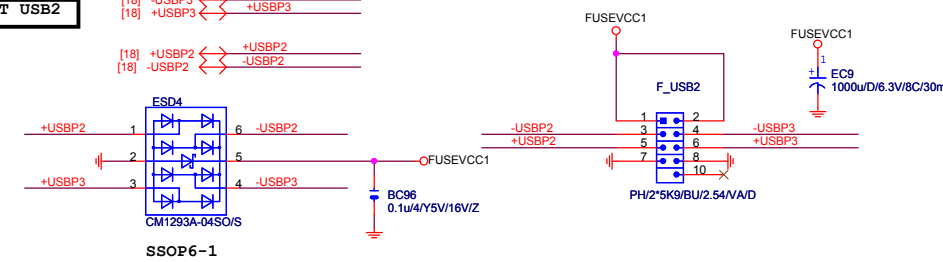 T USB2
[18] +USBP3 +USBP3
FUSEVCC1
FUSEVCC1
[18] +USBP2 +USBP2
[18] -USBP2 -USBP2
1
+ EC9
1000u/D/6.3V/8C/30m
F_USB2
ESD4
1 2
+USBP2 1 6 -USBP2
-USBP2 3 4 -USBP3
+USBP2 5 6 +USBP3
2 5 FUSEVCC1
7 8
10
+USBP3 3 4 -USBP3
BC96
0.1u/4/Y5V/16V/Z
PH/2*5K9/BU/2.54/VA/D
CM1293A-04SO/S
SSOP6-1